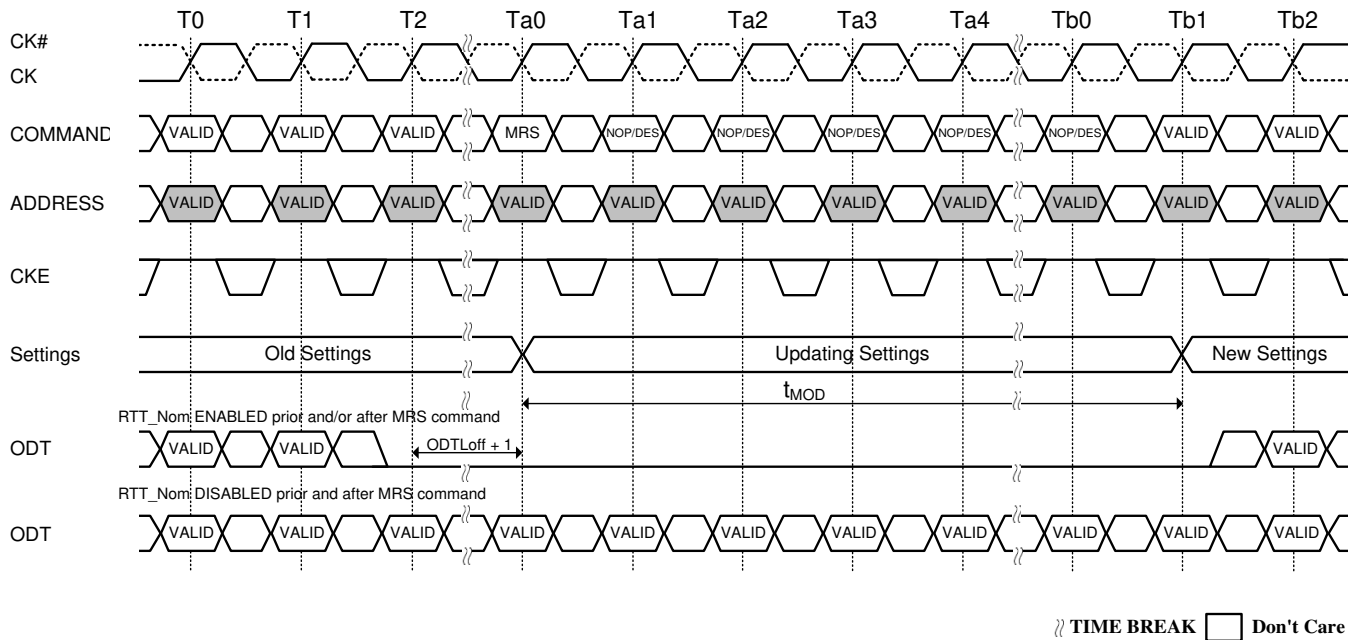 T0 T1 T2 Ta0 Ta1 Ta2 Ta3 Ta4 Tb0 Tb1 Tb2
CK#
CK
COMMAND VALID VALID VALID MRS NOP/DES NOP/DES NOP/DES NOP/DES NOP/DES VALID VALID
ADDRESS VALID VALID VALID VALID VALID VALID VALID VALID VALID VALID VALID
CKE
Settings Old Settings Updating Settings New Settings
tMOD
RTT_Nom ENABLED prior and/or after MRS command
ODT VALID VALID ODTLoff + 1 VALID
RTT_Nom DISABLED prior and after MRS command
ODT VALID VALID VALID VALID VALID VALID VALID VALID VALID VALID VALID
TIME BREAK Don't Care